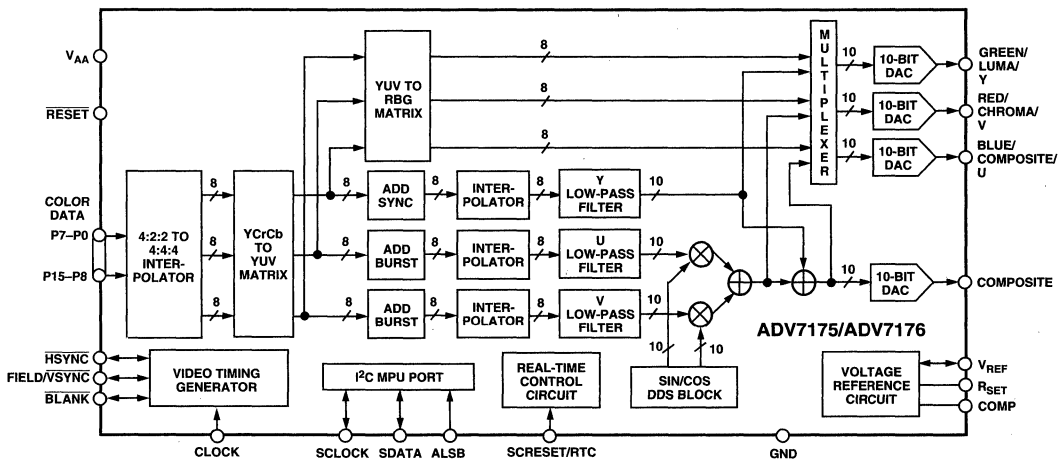 V_AA
RESET
COLOR
DATA
P7–P0
P15–P8
HSYNC
FIELD/VSYNC
BLANK
4:2:2 TO
4:4:4
INTER-
POLATOR
8
8
8
YCrCb
TO
YUV
MATRIX
8
8
8
YUV TO
RBG
MATRIX
8
8
8
ADD
SYNC
8
INTER-
POLATOR
8
Y
LOW-PASS
FILTER
10
ADD
BURST
8
INTER-
POLATOR
8
U
LOW-PASS
FILTER
10
ADD
BURST
8
INTER-
POLATOR
8
V
LOW-PASS
FILTER
10
10
10
SIN/COS
DDS BLOCK
MULTIPLEXER
10
10-BIT
DAC
GREEN/
LUMA/
Y
10
10-BIT
DAC
RED/
CHROMA/
V
10
10-BIT
DAC
BLUE/
COMPOSITE/
U
10
10-BIT
DAC
COMPOSITE
ADV7175/ADV7176
VIDEO TIMING
GENERATOR
I²C MPU PORT
REAL-TIME
CONTROL
CIRCUIT
VOLTAGE
REFERENCE
CIRCUIT
V_REF
R_SET
COMP
CLOCK
SCLOCK
SDATA
ALSB
SCRESET/RTC
GND